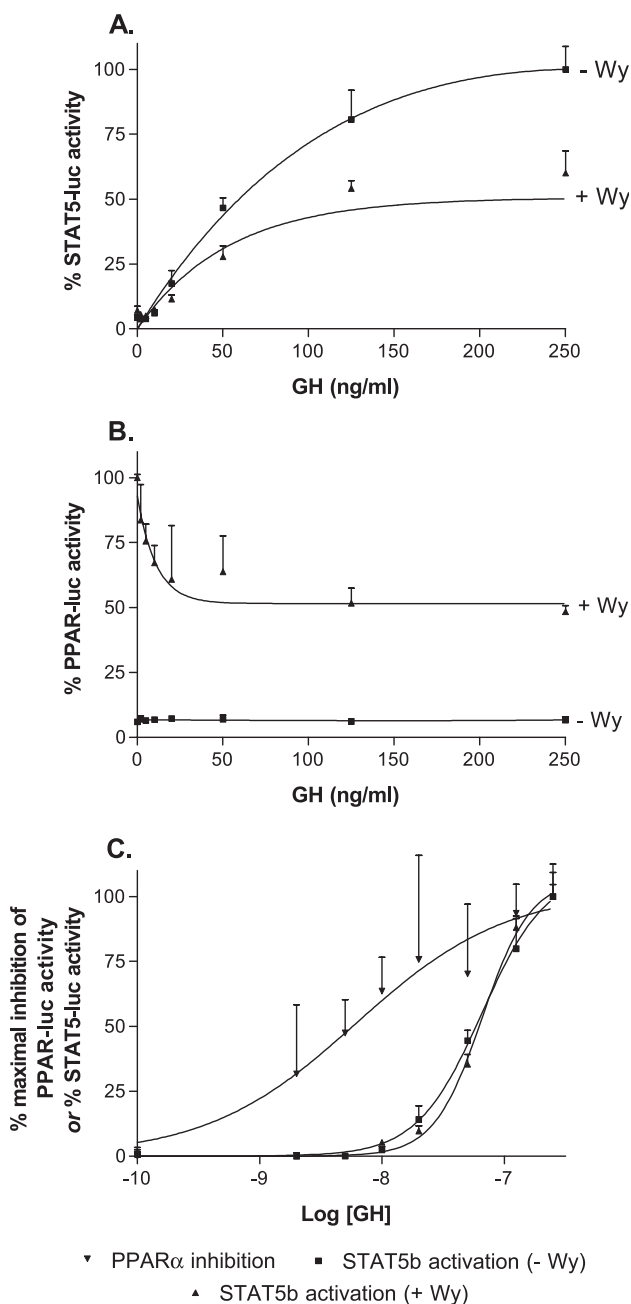 A.
% STAT5-luc activity
100
75
50
25
0
- Wy
+ Wy
0 50 100 150 200 250
GH (ng/ml)
B.
% PPAR-luc activity
100
75
50
25
0
+ Wy
- Wy
0 50 100 150 200 250
GH (ng/ml)
C.
% maximal inhibition of
PPAR-luc activity
or % STAT5-luc activity
100
75
50
25
0
-10 -9 -8 -7
Log [GH]
PPARα inhibition STAT5b activation (- Wy)
STAT5b activation (+ Wy)